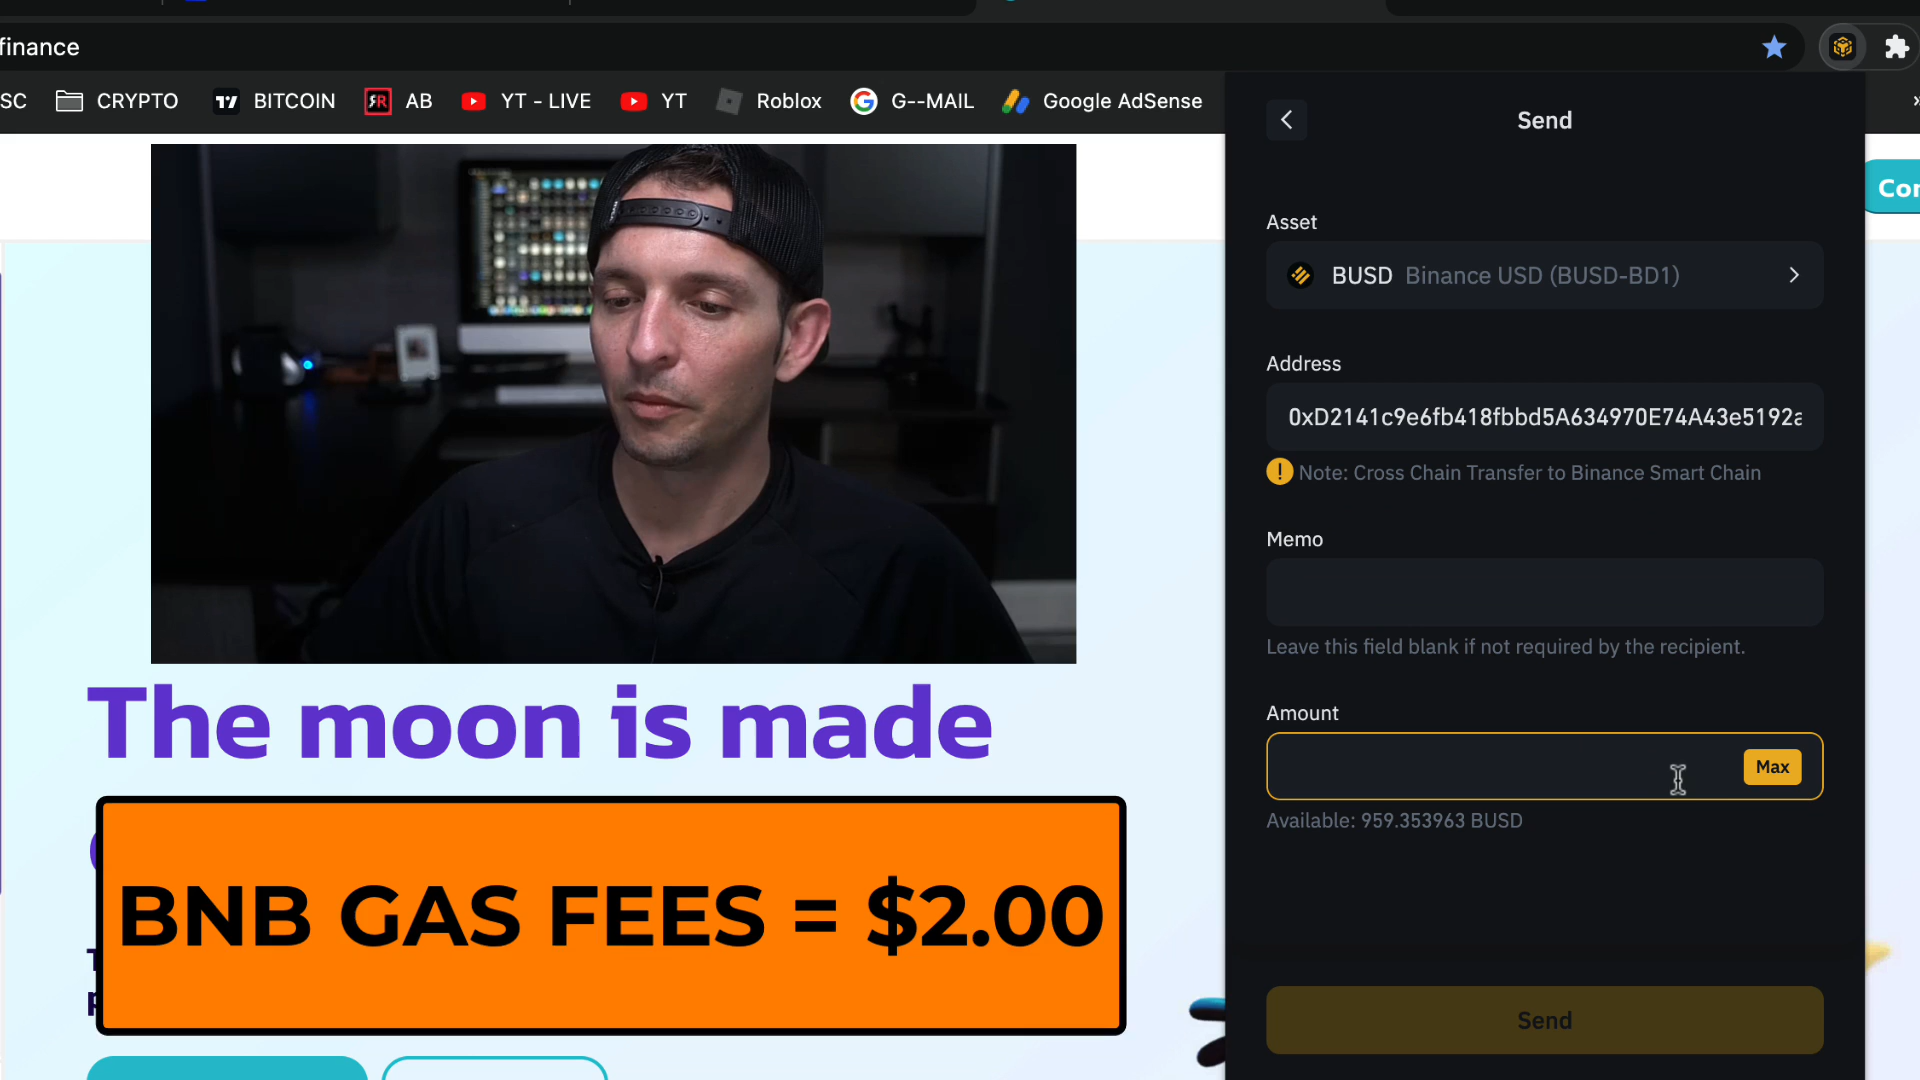 finance
SC
CRYPTO
BITCOIN
AB
YT - LIVE
YT
Roblox
G--MAIL
Google AdSense
»
Send
Con
Asset
BUSD Binance USD (BUSD-BD1)
Address
0xD2141c9e6fb418fbbd5A634970E74A43e5192a
Note: Cross Chain Transfer to Binance Smart Chain
Memo
Leave this field blank if not required by the recipient.
Amount
Max
Available: 959.353963 BUSD
Send
The moon is made
BNB GAS FEES = $2.00